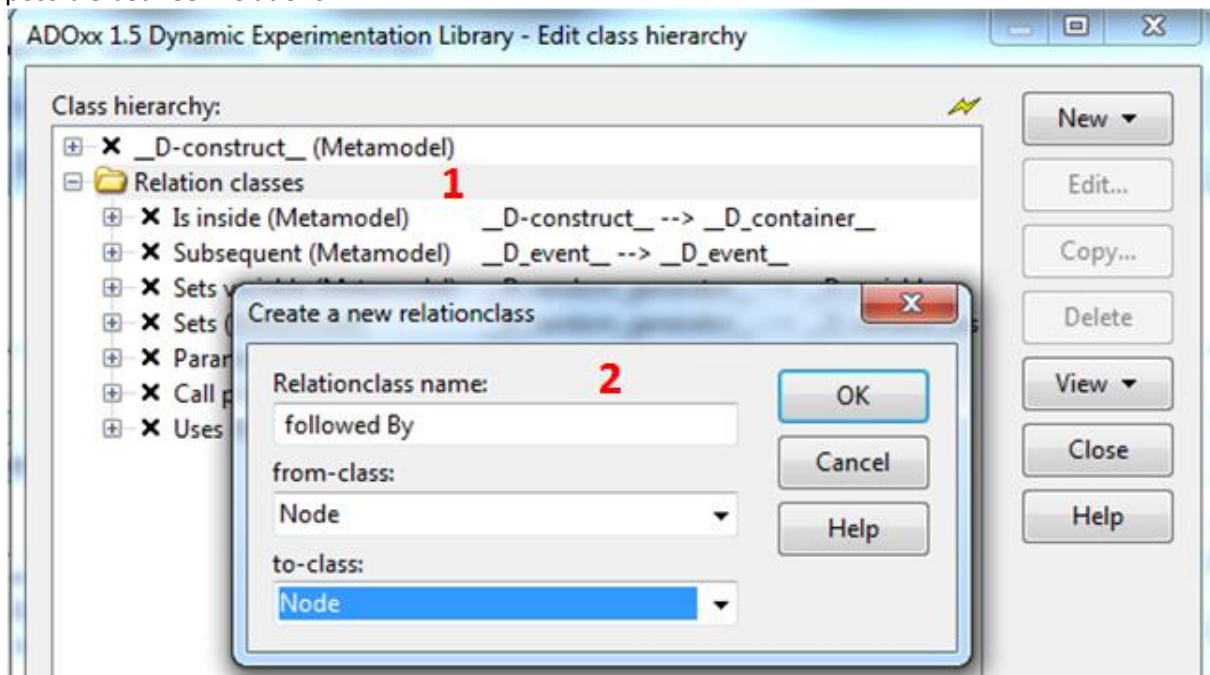 ADOxx 1.5 Dynamic Experimentation Library - Edit class hierarchy
Class hierarchy:
New
__D-construct__ (Metamodel)
Relation classes
1
Edit...
Is inside (Metamodel) __D-construct__ --> __D_container__
Subsequent (Metamodel) __D_event__ --> __D_event__
Copy...
Sets
Create a new relationclass
Sets (
Delete
Relationclass name:
2
OK
View
Call
followed By
Uses
Cancel
Close
from-class:
Node
Help
Help
to-class:
Node